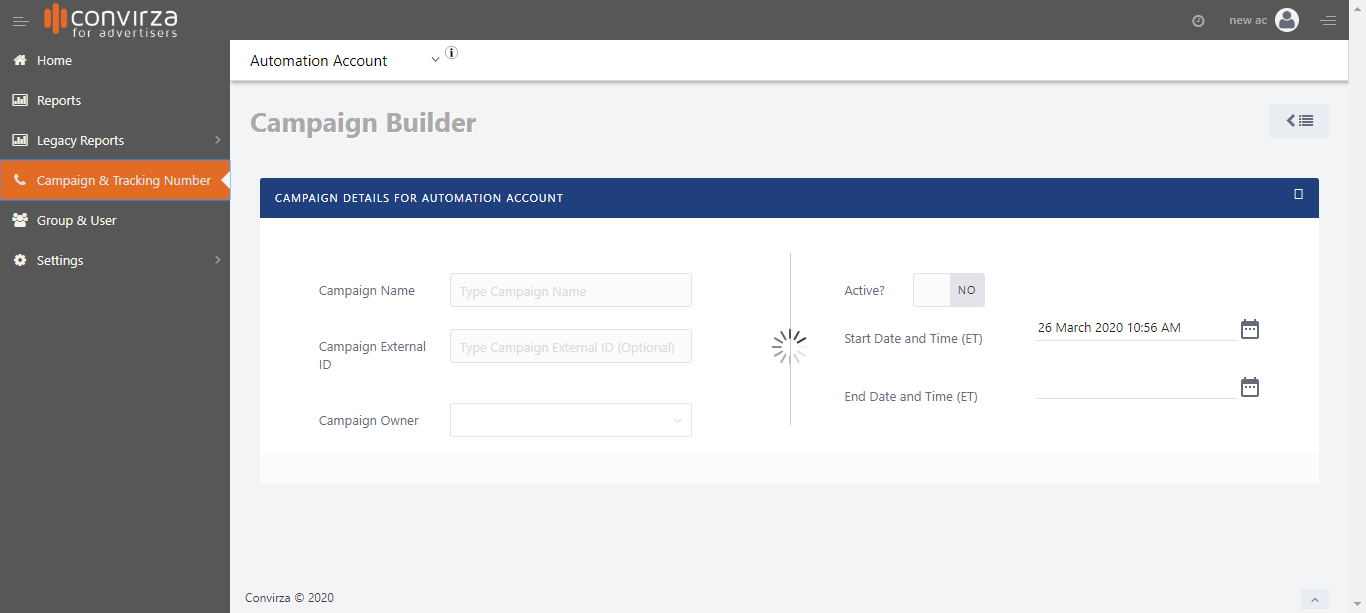 convirza
for advertisers
new ac
Home
Reports
Legacy Reports
Campaign & Tracking Number
Group & User
Settings
Automation Account
Campaign Builder
CAMPAIGN DETAILS FOR AUTOMATION ACCOUNT
Campaign Name
Type Campaign Name
Campaign External
ID
Type Campaign External ID (Optional)
Campaign Owner
Active?
NO
Start Date and Time (ET)
26 March 2020 10:56 AM
End Date and Time (ET)
Convirza © 2020